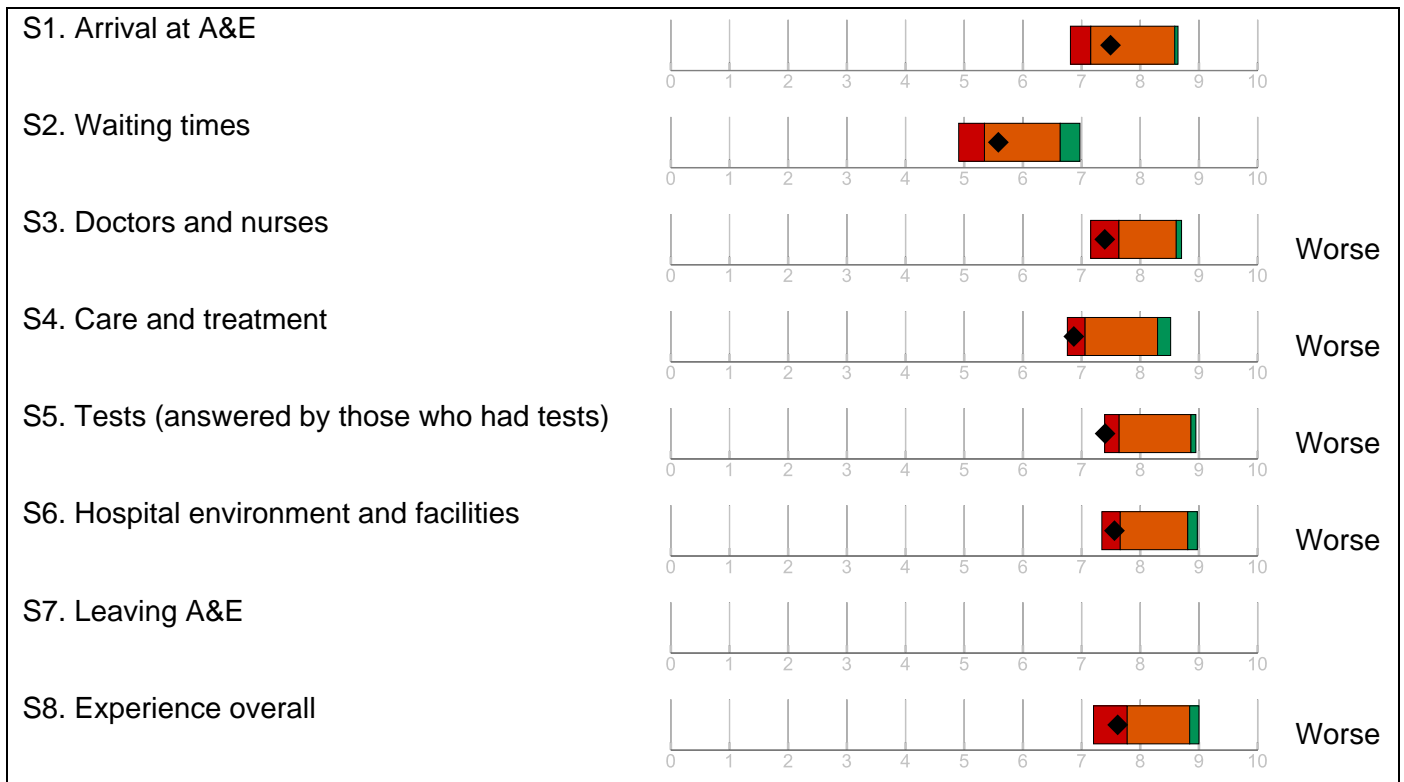 S1. Arrival at A&E
0 1 2 3 4 5 6 7 8 9 10
S2. Waiting times
0 1 2 3 4 5 6 7 8 9 10
S3. Doctors and nurses
Worse
0 1 2 3 4 5 6 7 8 9 10
S4. Care and treatment
Worse
0 1 2 3 4 5 6 7 8 9 10
S5. Tests (answered by those who had tests)
Worse
0 1 2 3 4 5 6 7 8 9 10
S6. Hospital environment and facilities
Worse
0 1 2 3 4 5 6 7 8 9 10
S7. Leaving A&E
0 1 2 3 4 5 6 7 8 9 10
S8. Experience overall
Worse
0 1 2 3 4 5 6 7 8 9 10